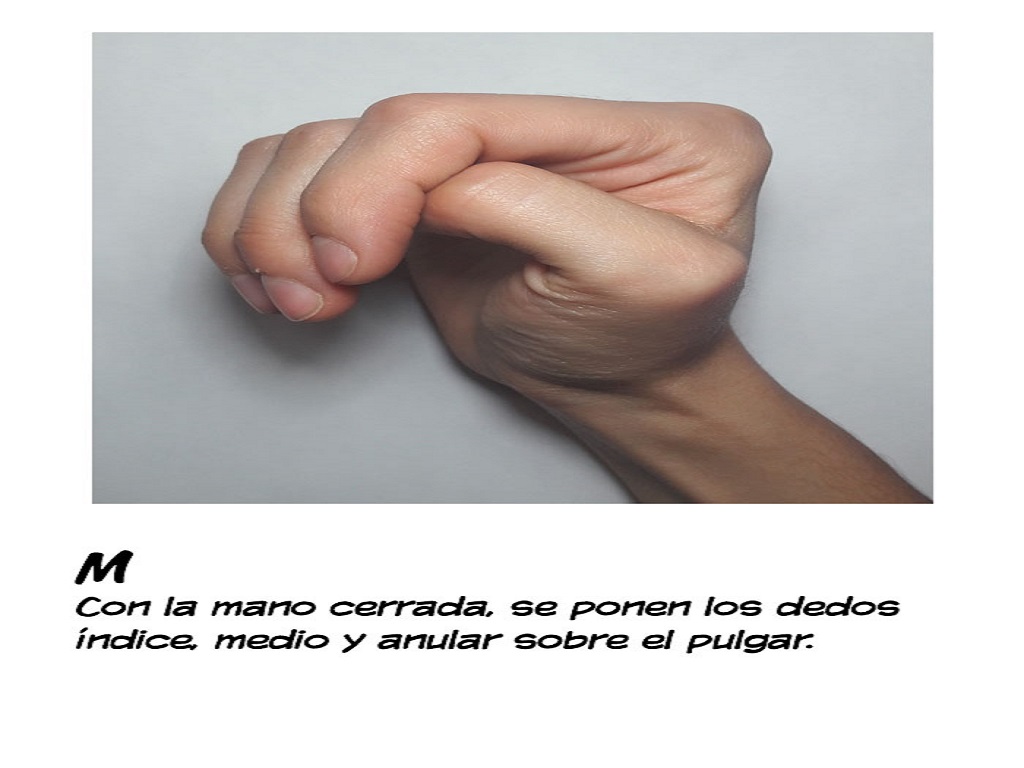 M
Con la mano cerrada, se ponen los dedos
índice, medio y anular sobre el pulgar.